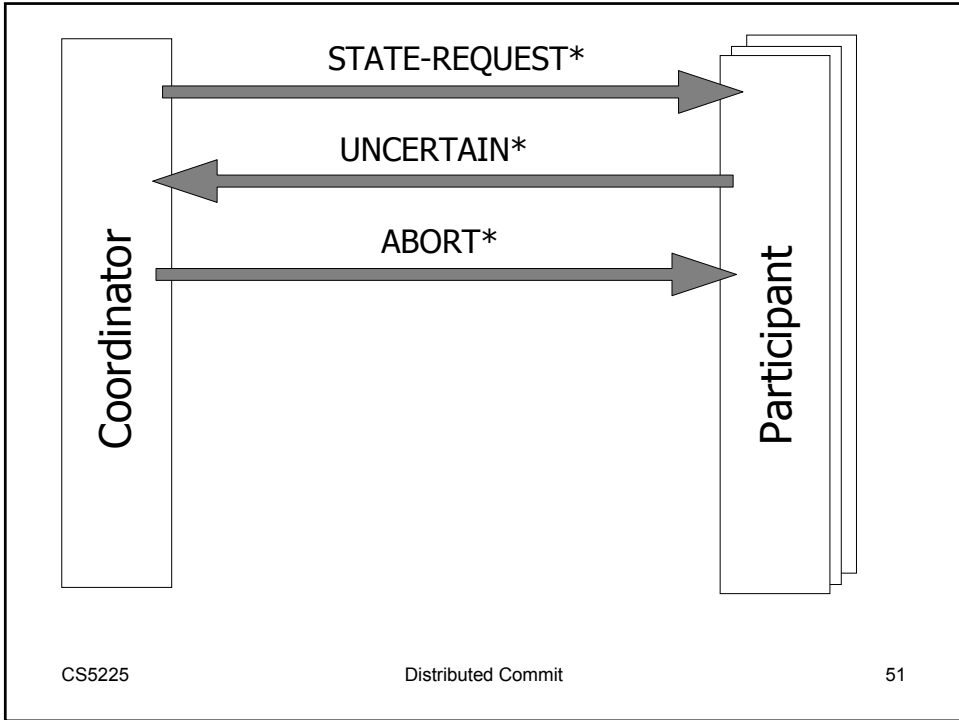 STATE-REQUEST*
UNCERTAIN*
ABORT*
Coordinator
Participant
CS5225
Distributed Commit
51